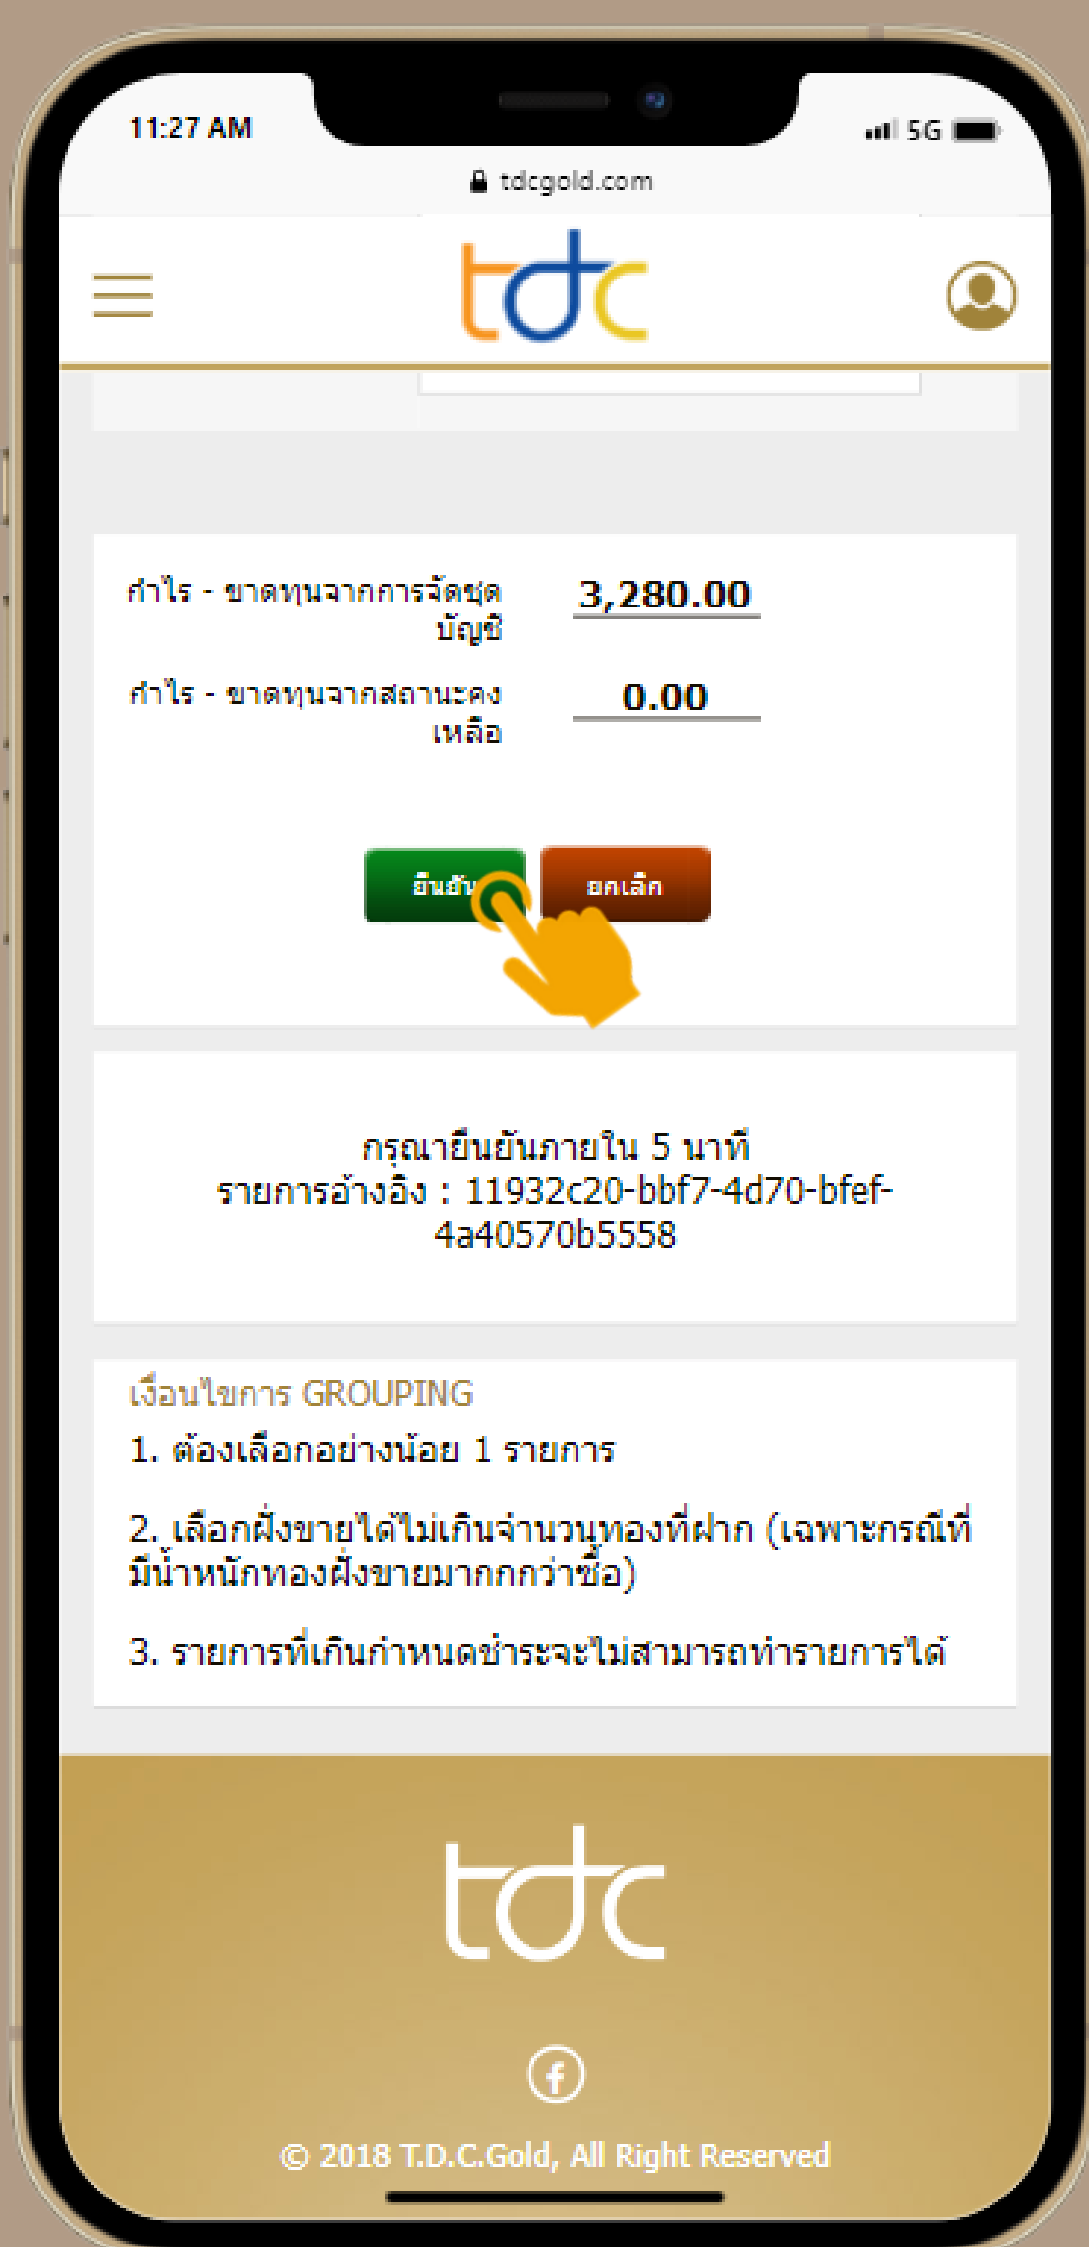 11:27 AM
5G
tdcgold.com
tdc
กำไร - ขาดทุนจากการจัดชุด
บัญชี
3,280.00
กำไร - ขาดทุนจากสถานะคง
เหลือ
0.00
ยืนยัน
ยกเลิก
กรุณายืนยันภายใน 5 นาที
รายการอ้างอิง : 11932c20-bbf7-4d70-bfef-
4a40570b5558
เงื่อนไขการ GROUPING
1. ต้องเลือกอย่างน้อย 1 รายการ
2. เลือกฝั่งขายได้ไม่เกินจำนวนทองที่ฝาก (เฉพาะกรณีที่
มีน้ำหนักทองฝั่งขายมากกกว่าซื้อ)
3. รายการที่เกินกำหนดชำระจะไม่สามารถทำรายการได้
tdc
f
© 2018 T.D.C.Gold, All Right Reserved